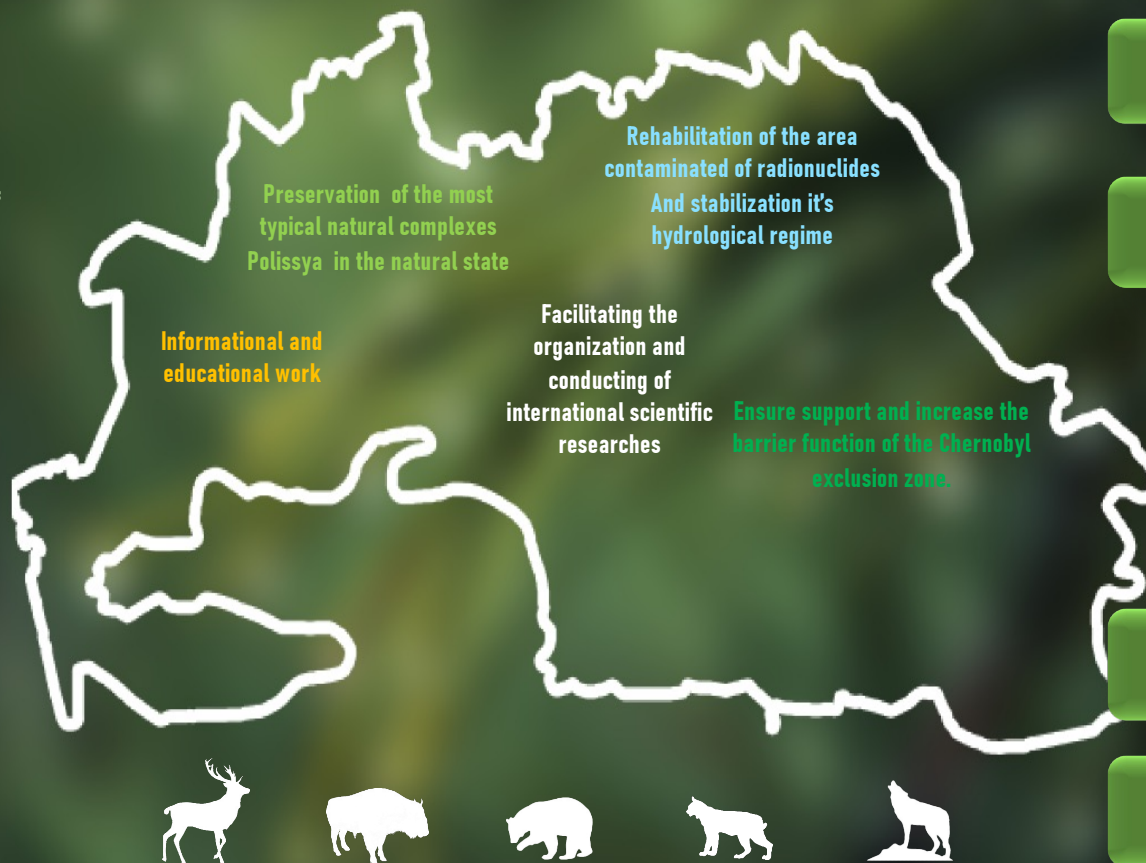 Preservation of the most
typical natural complexes
Polissya in the natural state
Rehabilitation of the area
contaminated of radionuclides
And stabilization it's
hydrological regime
Informational and
educational work
Facilitating the
organization and
conducting of
international scientific
researches
Ensure support and increase the
barrier function of the Chernobyl
exclusion zone.